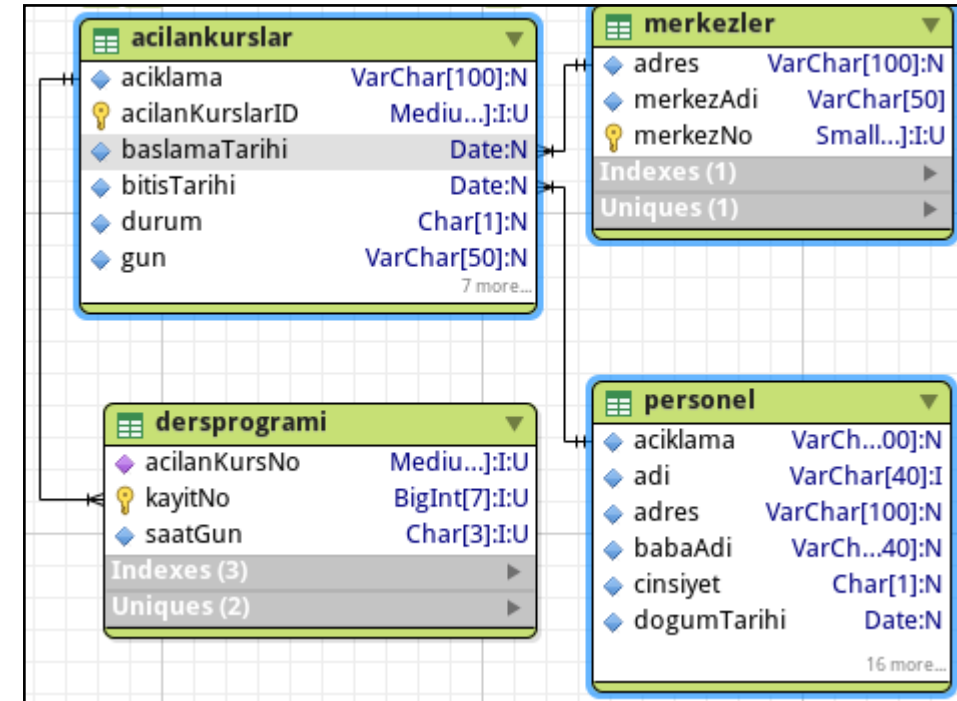 acilankurslar
aciklama VarChar[100]:N
acilanKurslarID Mediu...]:I:U
baslamaTarihi Date:N
bitisTarihi Date:N
durum Char[1]:N
gun VarChar[50]:N
7 more...
merkezler
adres VarChar[100]:N
merkezAdi VarChar[50]
merkezNo Small...]:I:U
Indexes (1)
Uniques (1)
dersprogrami
acilanKursNo Mediu...]:I:U
kayitNo BigInt[7]:I:U
saatGun Char[3]:I:U
Indexes (3)
Uniques (2)
personel
aciklama VarCh...00]:N
adi VarChar[40]:I
adres VarChar[100]:N
babaAdi VarCh...40]:N
cinsiyet Char[1]:N
dogumTarihi Date:N
16 more...